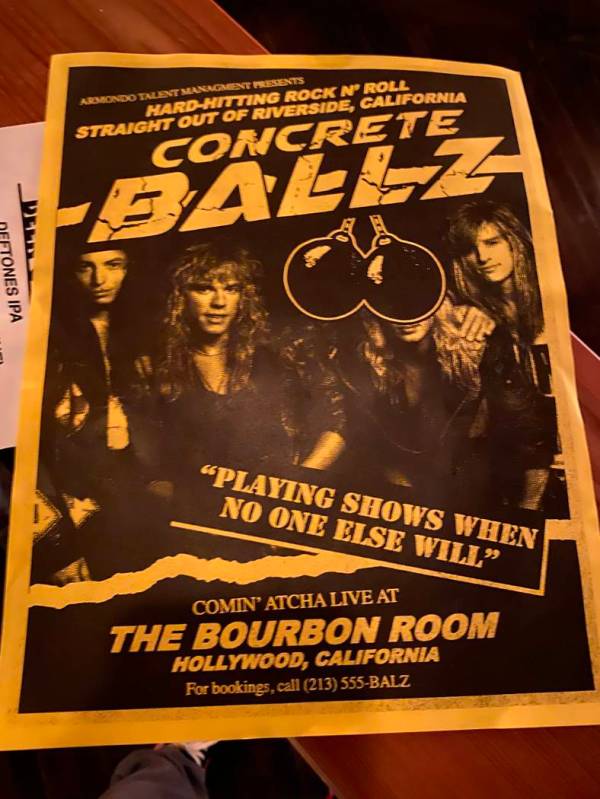 ARMONDO TALENT MANAGMENT PRESENTS
HARD-HITTING ROCK N' ROLL
STRAIGHT OUT OF RIVERSIDE, CALIFORNIA
CONCRETE
BALLZ
"PLAYING SHOWS WHEN
NO ONE ELSE WILL"
COMIN' ATCHA LIVE AT
THE BOURBON ROOM
HOLLYWOOD, CALIFORNIA
For bookings, call (213) 555-BALZ
DEFTONES IPA